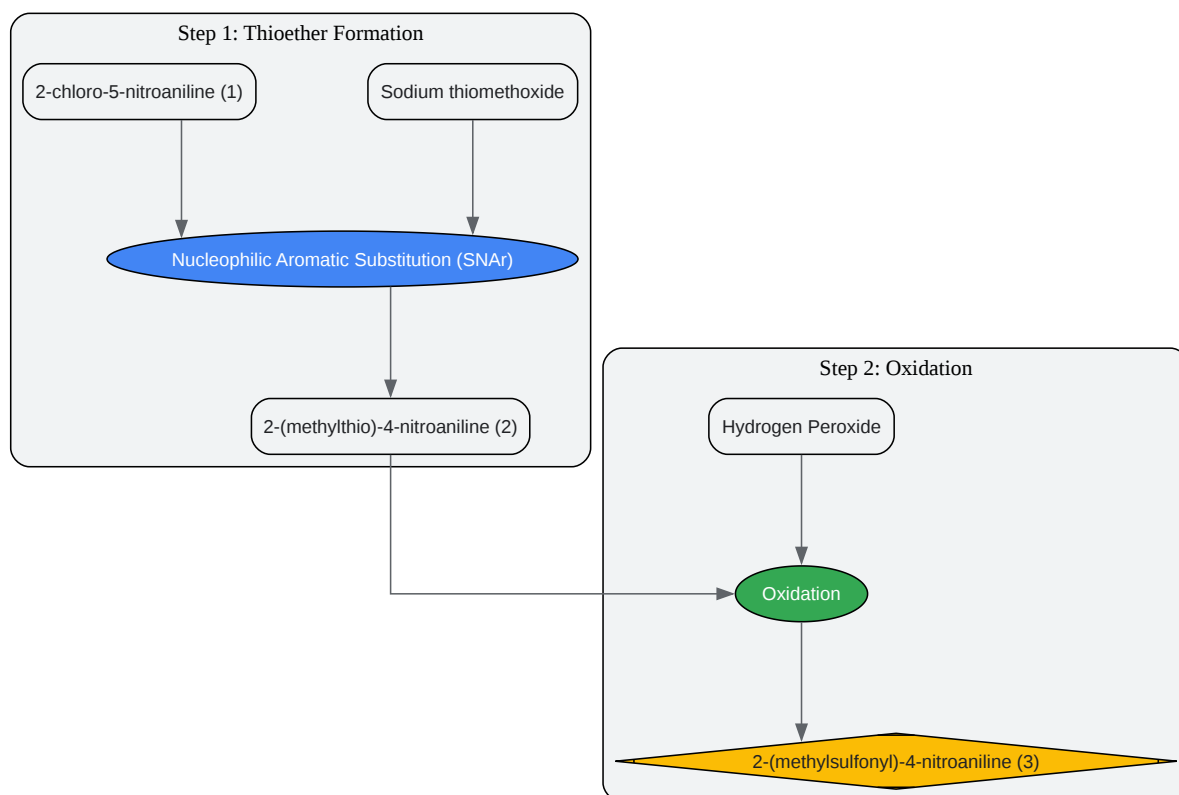 Step 1: Thioether Formation
2-chloro-5-nitroaniline (1)
Sodium thiomethoxide
Nucleophilic Aromatic Substitution (SNAr)
2-(methylthio)-4-nitroaniline (2)
Step 2: Oxidation
Hydrogen Peroxide
Oxidation
2-(methylsulfonyl)-4-nitroaniline (3)